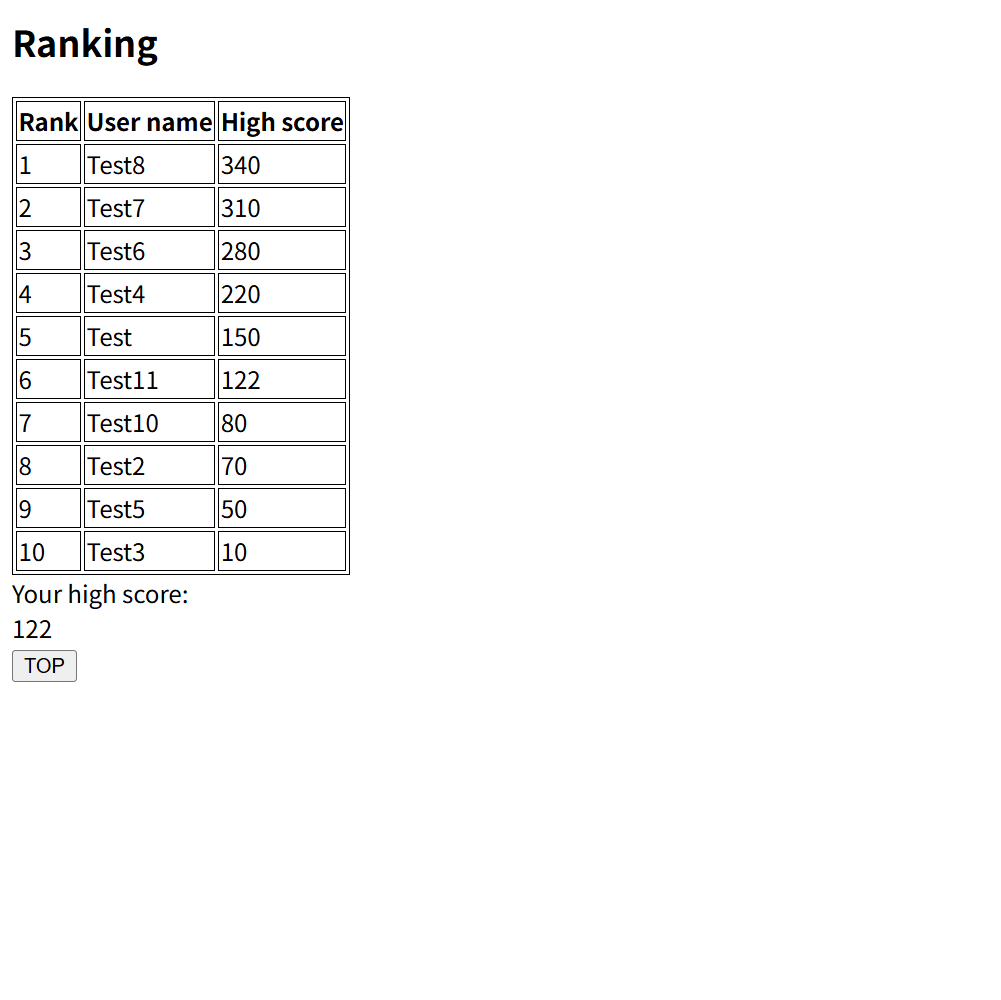 Ranking
Rank User name High score
1 Test8 340
2 Test7 310
3 Test6 280
4 Test4 220
5 Test 150
6 Test11 122
7 Test10 80
8 Test2 70
9 Test5 50
10 Test3 10
Your high score:
122
TOP